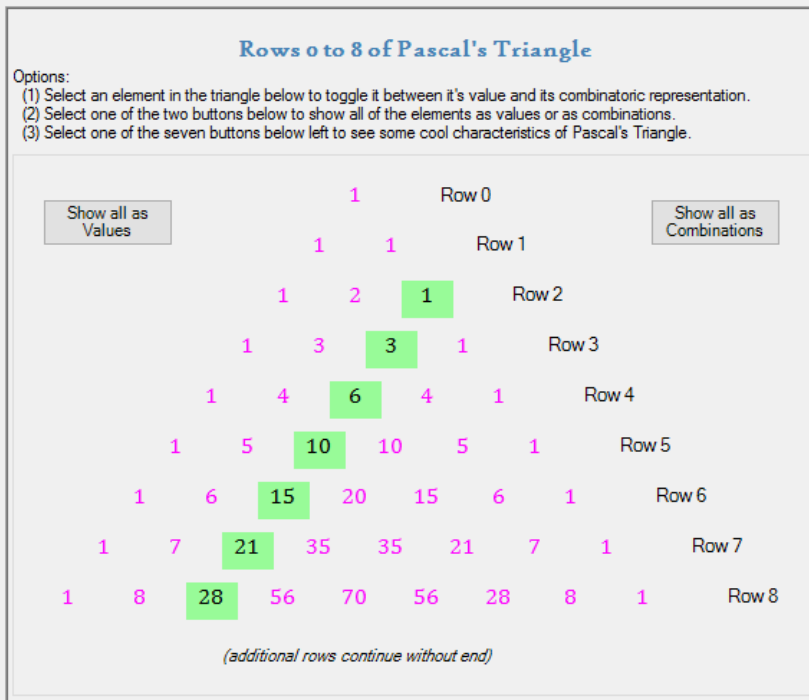 Rows 0 to 8 of Pascal's Triangle
Options:
(1) Select an element in the triangle below to toggle it between it's value and its combinatoric representation.
(2) Select one of the two buttons below to show all of the elements as values or as combinations.
(3) Select one of the seven buttons below left to see some cool characteristics of Pascal's Triangle.
Show all as
Values
Show all as
Combinations
1 Row 0
1 1 Row 1
1 2 1 Row 2
1 3 3 1 Row 3
1 4 6 4 1 Row 4
1 5 10 10 5 1 Row 5
1 6 15 20 15 6 1 Row 6
1 7 21 35 35 21 7 1 Row 7
1 8 28 56 70 56 28 8 1 Row 8
(additional rows continue without end)